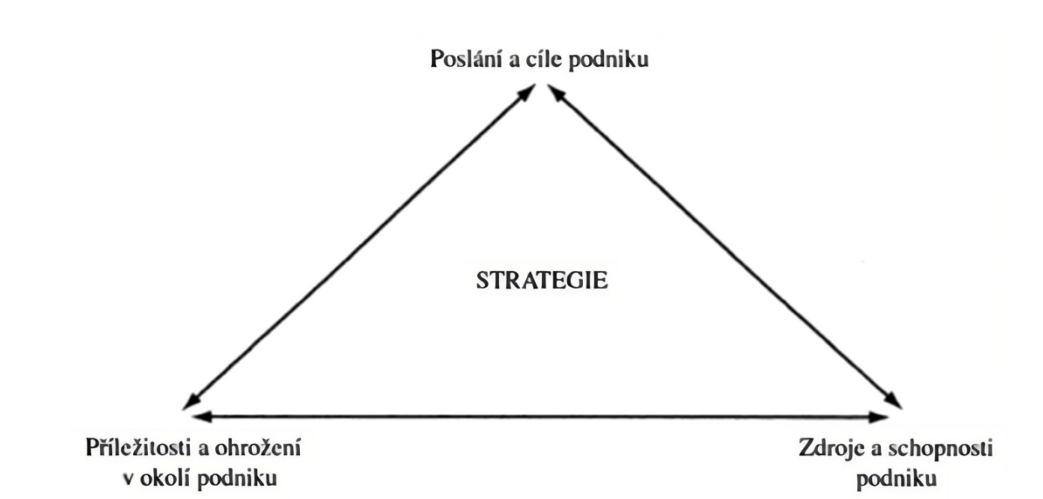 Poslání a cíle podniku
STRATEGIE
Příležitosti a ohrožení
v okolí podniku
Zdroje a schopnosti
podniku